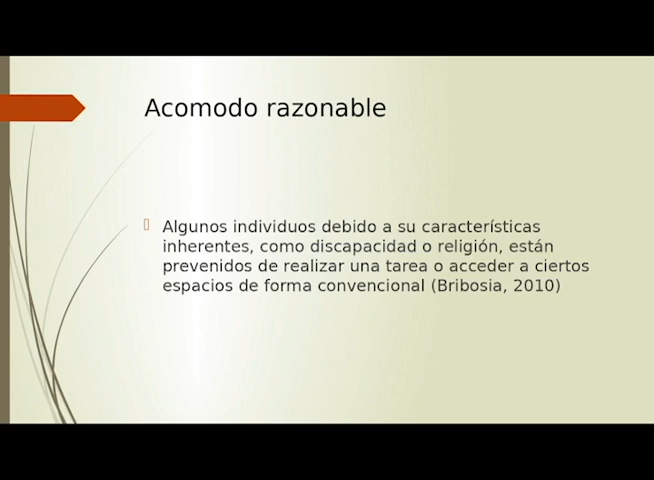 Acomodo razonable
Algunos individuos debido a su características
inherentes, como discapacidad o religión, están
prevenidos de realizar una tarea o acceder a ciertos
espacios de forma convencional (Bribosia, 2010)